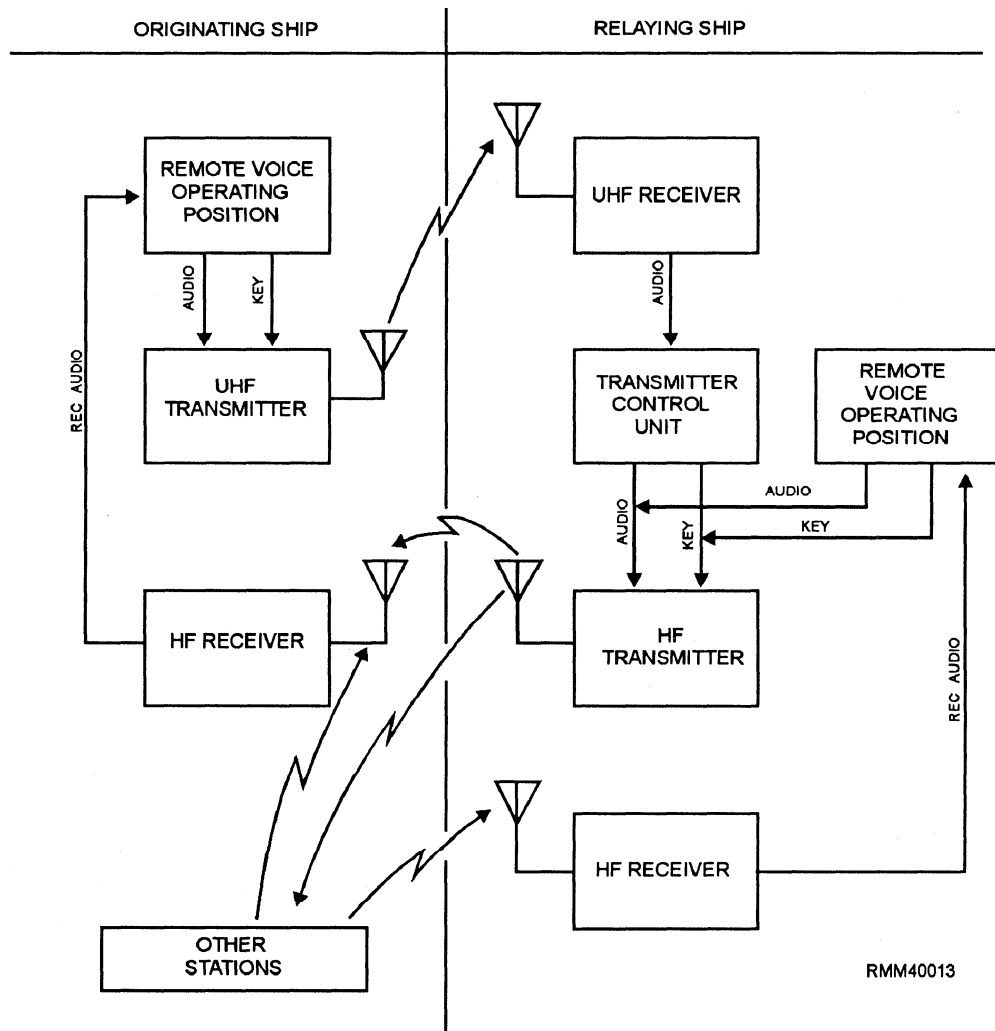 ORIGINATING SHIP
RELAYING SHIP
REMOTE VOICE
OPERATING
POSITION
UHF RECEIVER
AUDIO
KEY
AUDIO
REC AUDIO
UHF
TRANSMITTER
TRANSMITTER
CONTROL
UNIT
REMOTE
VOICE
OPERATING
POSITION
AUDIO
KEY
AUDIO
KEY
HF RECEIVER
HF
TRANSMITTER
REC AUDIO
HF RECEIVER
OTHER
STATIONS
RMM40013